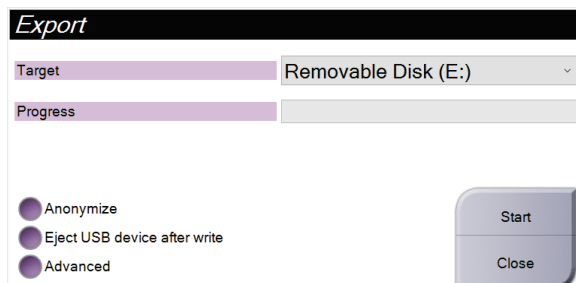 Export
Target
Removable Disk (E:)
Progress
Anonymize
Eject USB device after write
Advanced
Start
Close